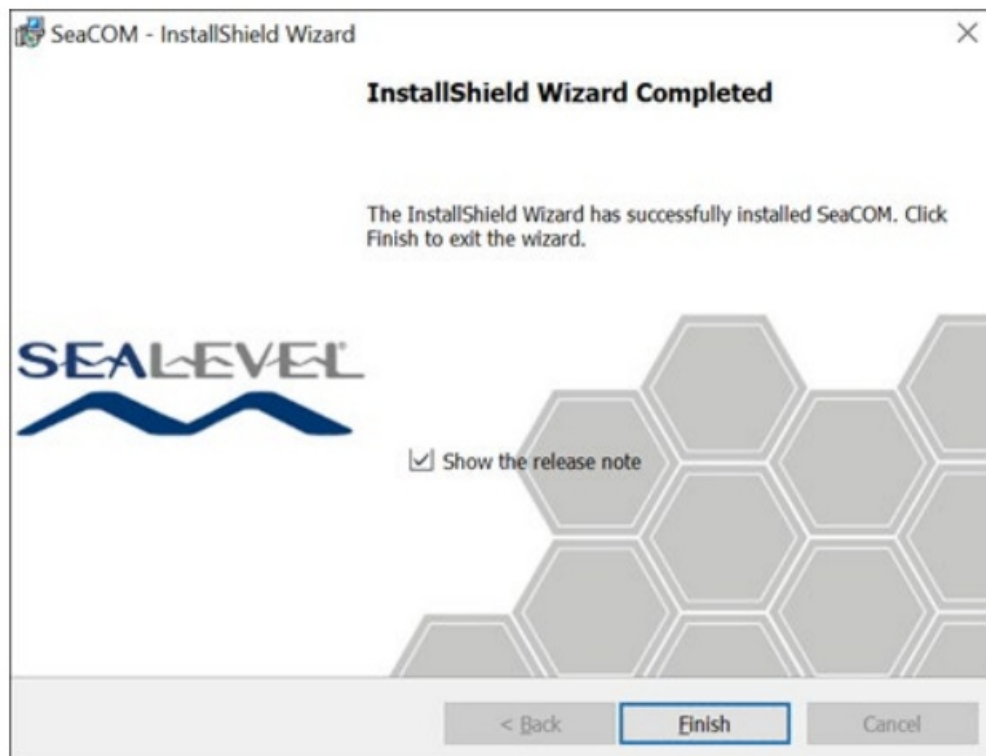 SeaCOM - InstallShield Wizard
InstallShield Wizard Completed
The InstallShield Wizard has successfully installed SeaCOM. Click
Finish to exit the wizard.
SEALEVEL®
Show the release note
< Back
Finish
Cancel